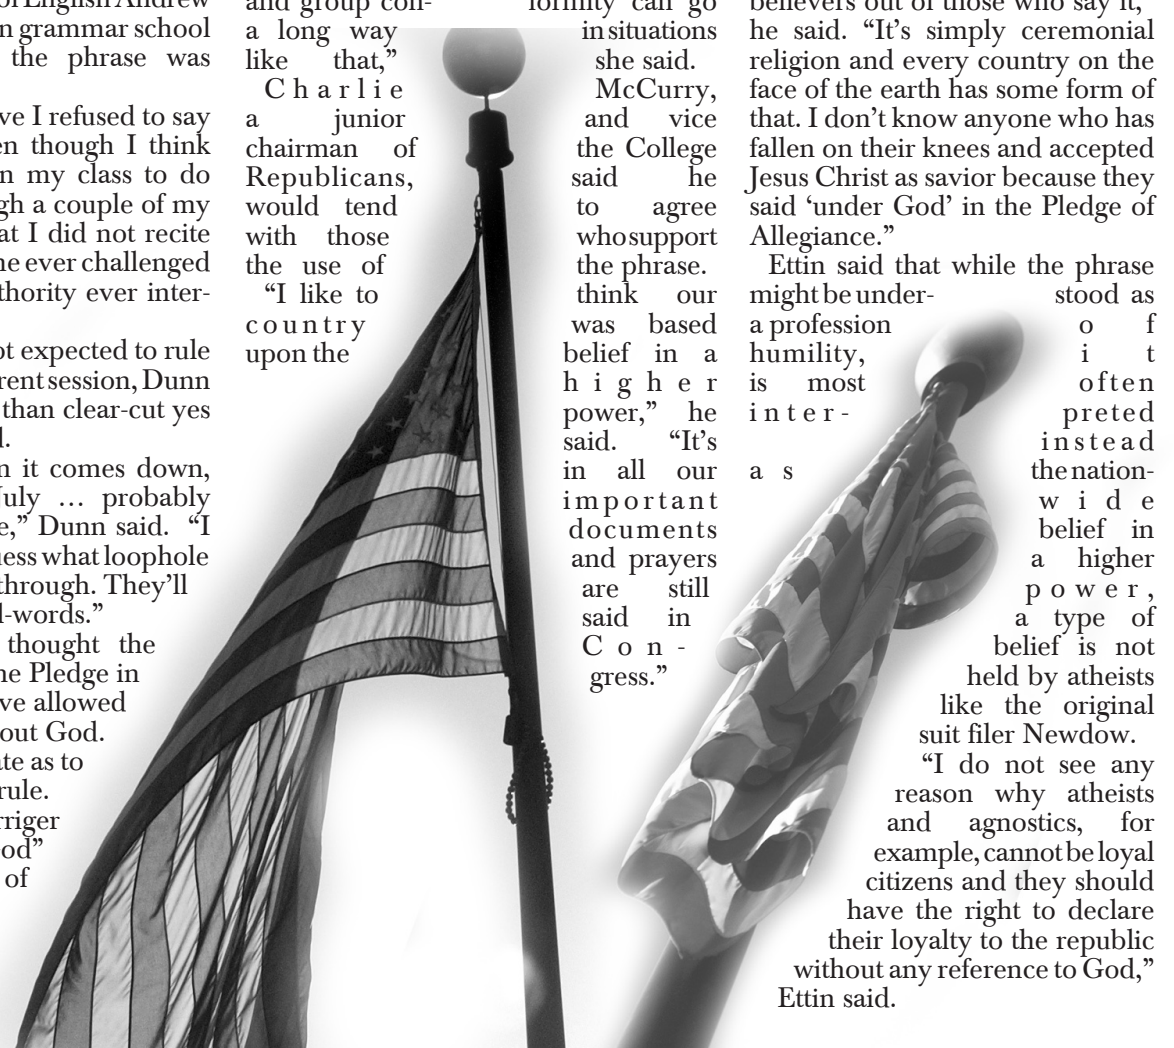 of English Andrew
n grammar school
the phrase was
ve I refused to say
en though I think
n my class to do
gh a couple of my
at I did not recite
ne ever challenged
thority ever inter-
ot expected to rule
rent session, Dunn
than clear-cut yes
l.
n it comes down,
July … probably
e,” Dunn said. “I
uess what loophole
through. They’ll
l-words.”
thought the
he Pledge in
ve allowed
out God.
ate as to
rule.
rriger
od”
of
and group con- formity can go
a long way in situations
like that,” she said.
Charlie McCurry,
a junior and vice
chairman of the College
Republicans, said he
would tend to agree
with those who support
the use of the phrase.
“I like to think our
country was based
upon the belief in a
higher
power,” he
said. “It’s
in all our
important
documents
and prayers
are still
said in
Con-
gress.”
believers out of those who say it,”
he said. “It’s simply ceremonial
religion and every country on the
face of the earth has some form of
that. I don’t know anyone who has
fallen on their knees and accepted
Jesus Christ as savior because they
said ‘under God’ in the Pledge of
Allegiance.”
Ettin said that while the phrase
might be under- stood as
a profession of
humility, it
is most often
inter- preted
instead
as the nation-
wide
belief in
a higher
power,
a type of
belief is not
held by atheists
like the original
suit filer Newdow.
“I do not see any
reason why atheists
and agnostics, for
example, cannot be loyal
citizens and they should
have the right to declare
their loyalty to the republic
without any reference to God,”
Ettin said.